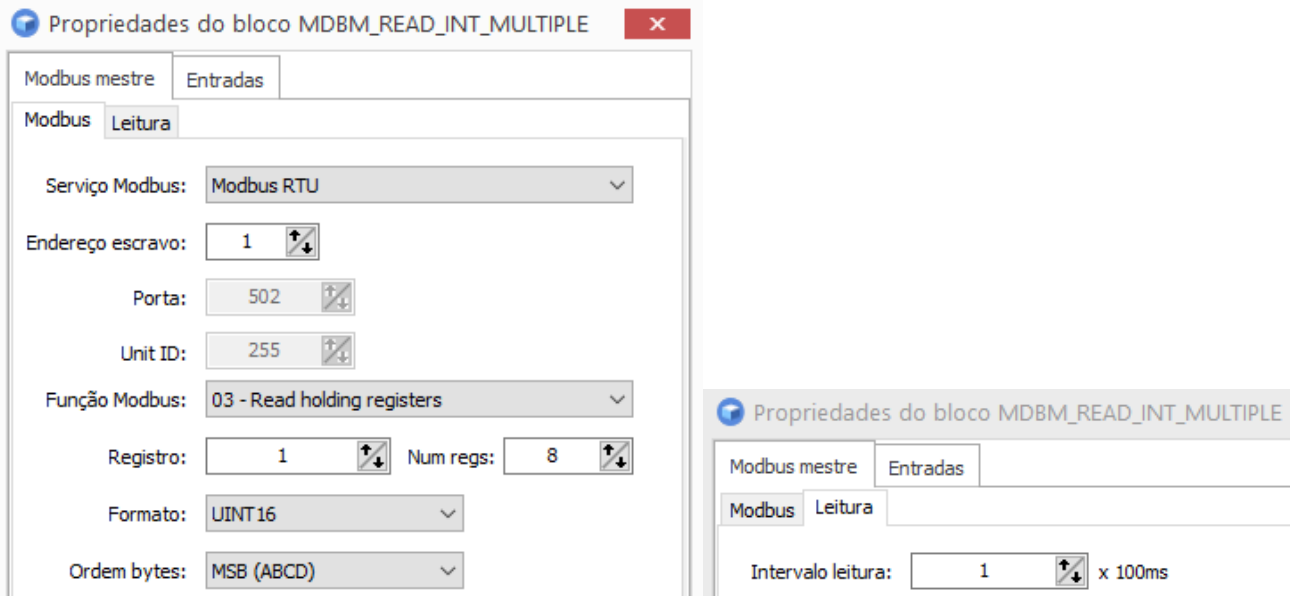 Propriedades do bloco MDBM_READ_INT_MULTIPLE
Modbus mestre Entradas
Modbus Leitura
Serviço Modbus: Modbus RTU
Endereço escravo: 1
Porta: 502
Unit ID: 255
Função Modbus: 03 - Read holding registers
Registro: 1 Num regs: 8
Formato: UINT16
Ordem bytes: MSB (ABCD)
Propriedades do bloco MDBM_READ_INT_MULTIPLE
Modbus mestre Entradas
Modbus Leitura
Intervalo leitura: 1 x 100ms